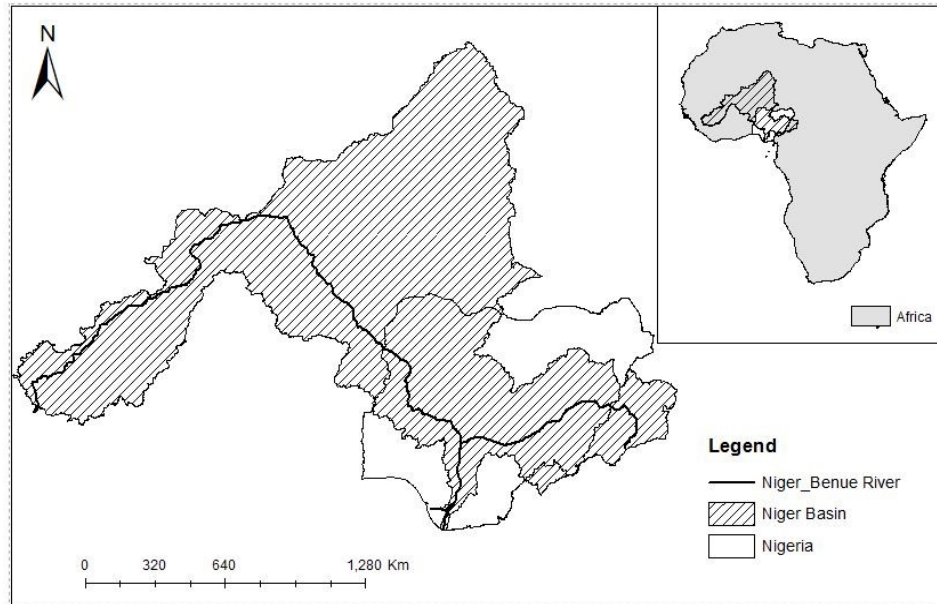 N
Africa
Legend
Niger_Benue River
Niger Basin
Nigeria
0 320 640 1,280 Km